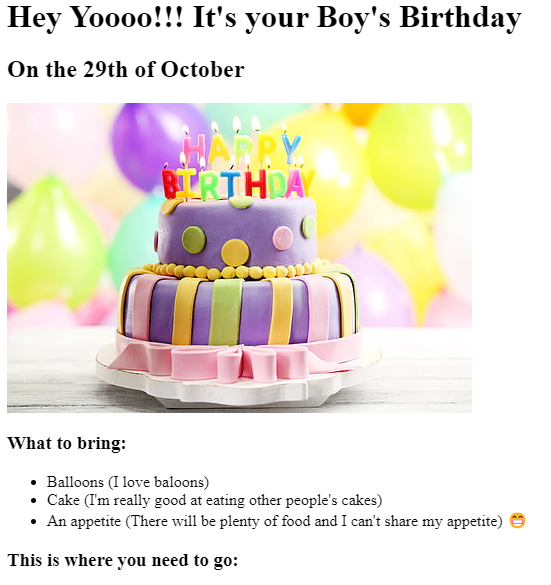 Hey Yoooo!!! It's your Boy's Birthday
On the 29th of October
HAPPY
BIRTHDAY
What to bring:
Balloons (I love baloons)
Cake (I'm really good at eating other people's cakes)
An appetite (There will be plenty of food and I can't share my appetite) 😁
This is where you need to go: